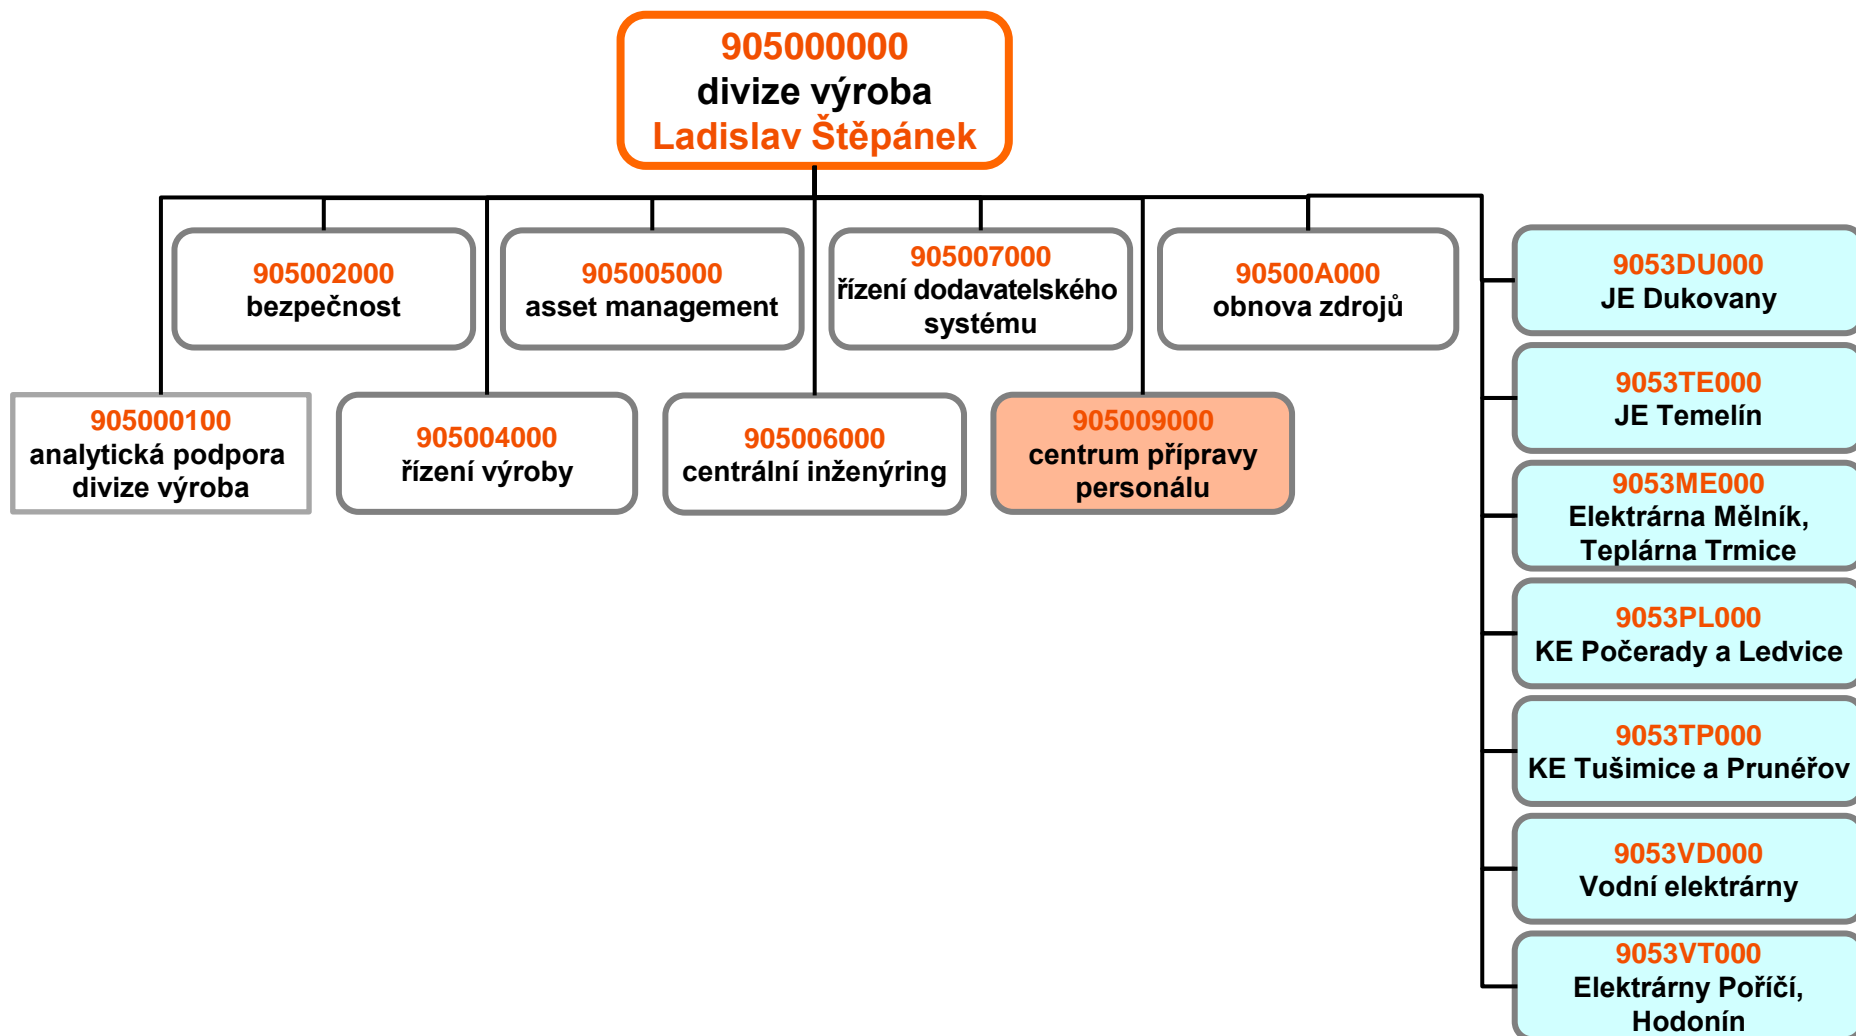 905000000
divize výroba
Ladislav Štěpánek
905002000
bezpečnost
905005000
asset management
905007000
řízení dodavatelského
systému
90500A000
obnova zdrojů
905000100
analytická podpora
divize výroba
905004000
řízení výroby
905006000
centrální inženýring
905009000
centrum přípravy
personálu
9053DU000
JE Dukovany
9053TE000
JE Temelín
9053ME000
Elektrárna Mělník,
Teplárna Trmice
9053PL000
KE Počerady a Ledvice
9053TP000
KE Tušimice a Prunéřov
9053VD000
Vodní elektrárny
9053VT000
Elektrárny Poříčí,
Hodonín